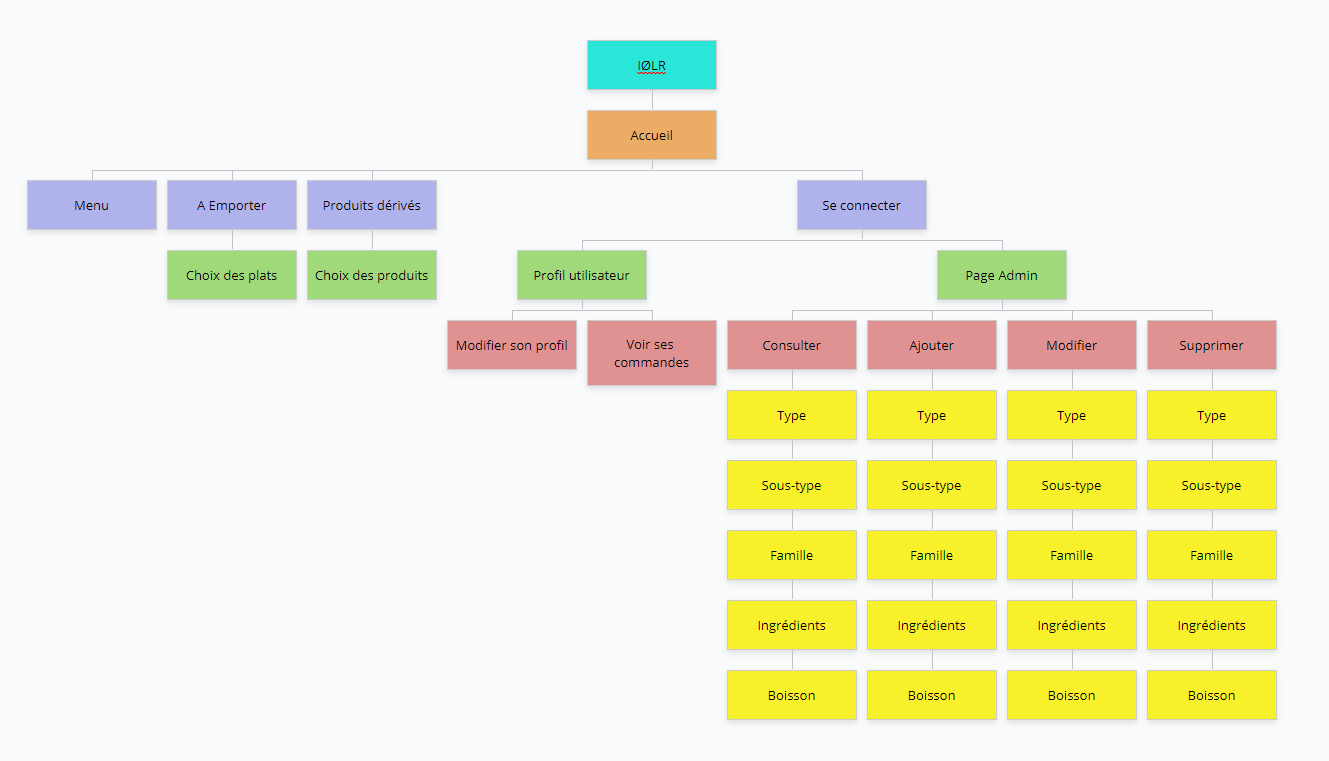 IØLR
Accueil
Menu
A Emporter
Produits dérivés
Se connecter
Choix des plats
Choix des produits
Profil utilisateur
Page Admin
Modifier son profil
Voir ses
commandes
Consulter
Ajouter
Modifier
Supprimer
Type
Type
Type
Type
Sous-type
Sous-type
Sous-type
Sous-type
Famille
Famille
Famille
Famille
Ingrédients
Ingrédients
Ingrédients
Ingrédients
Boisson
Boisson
Boisson
Boisson